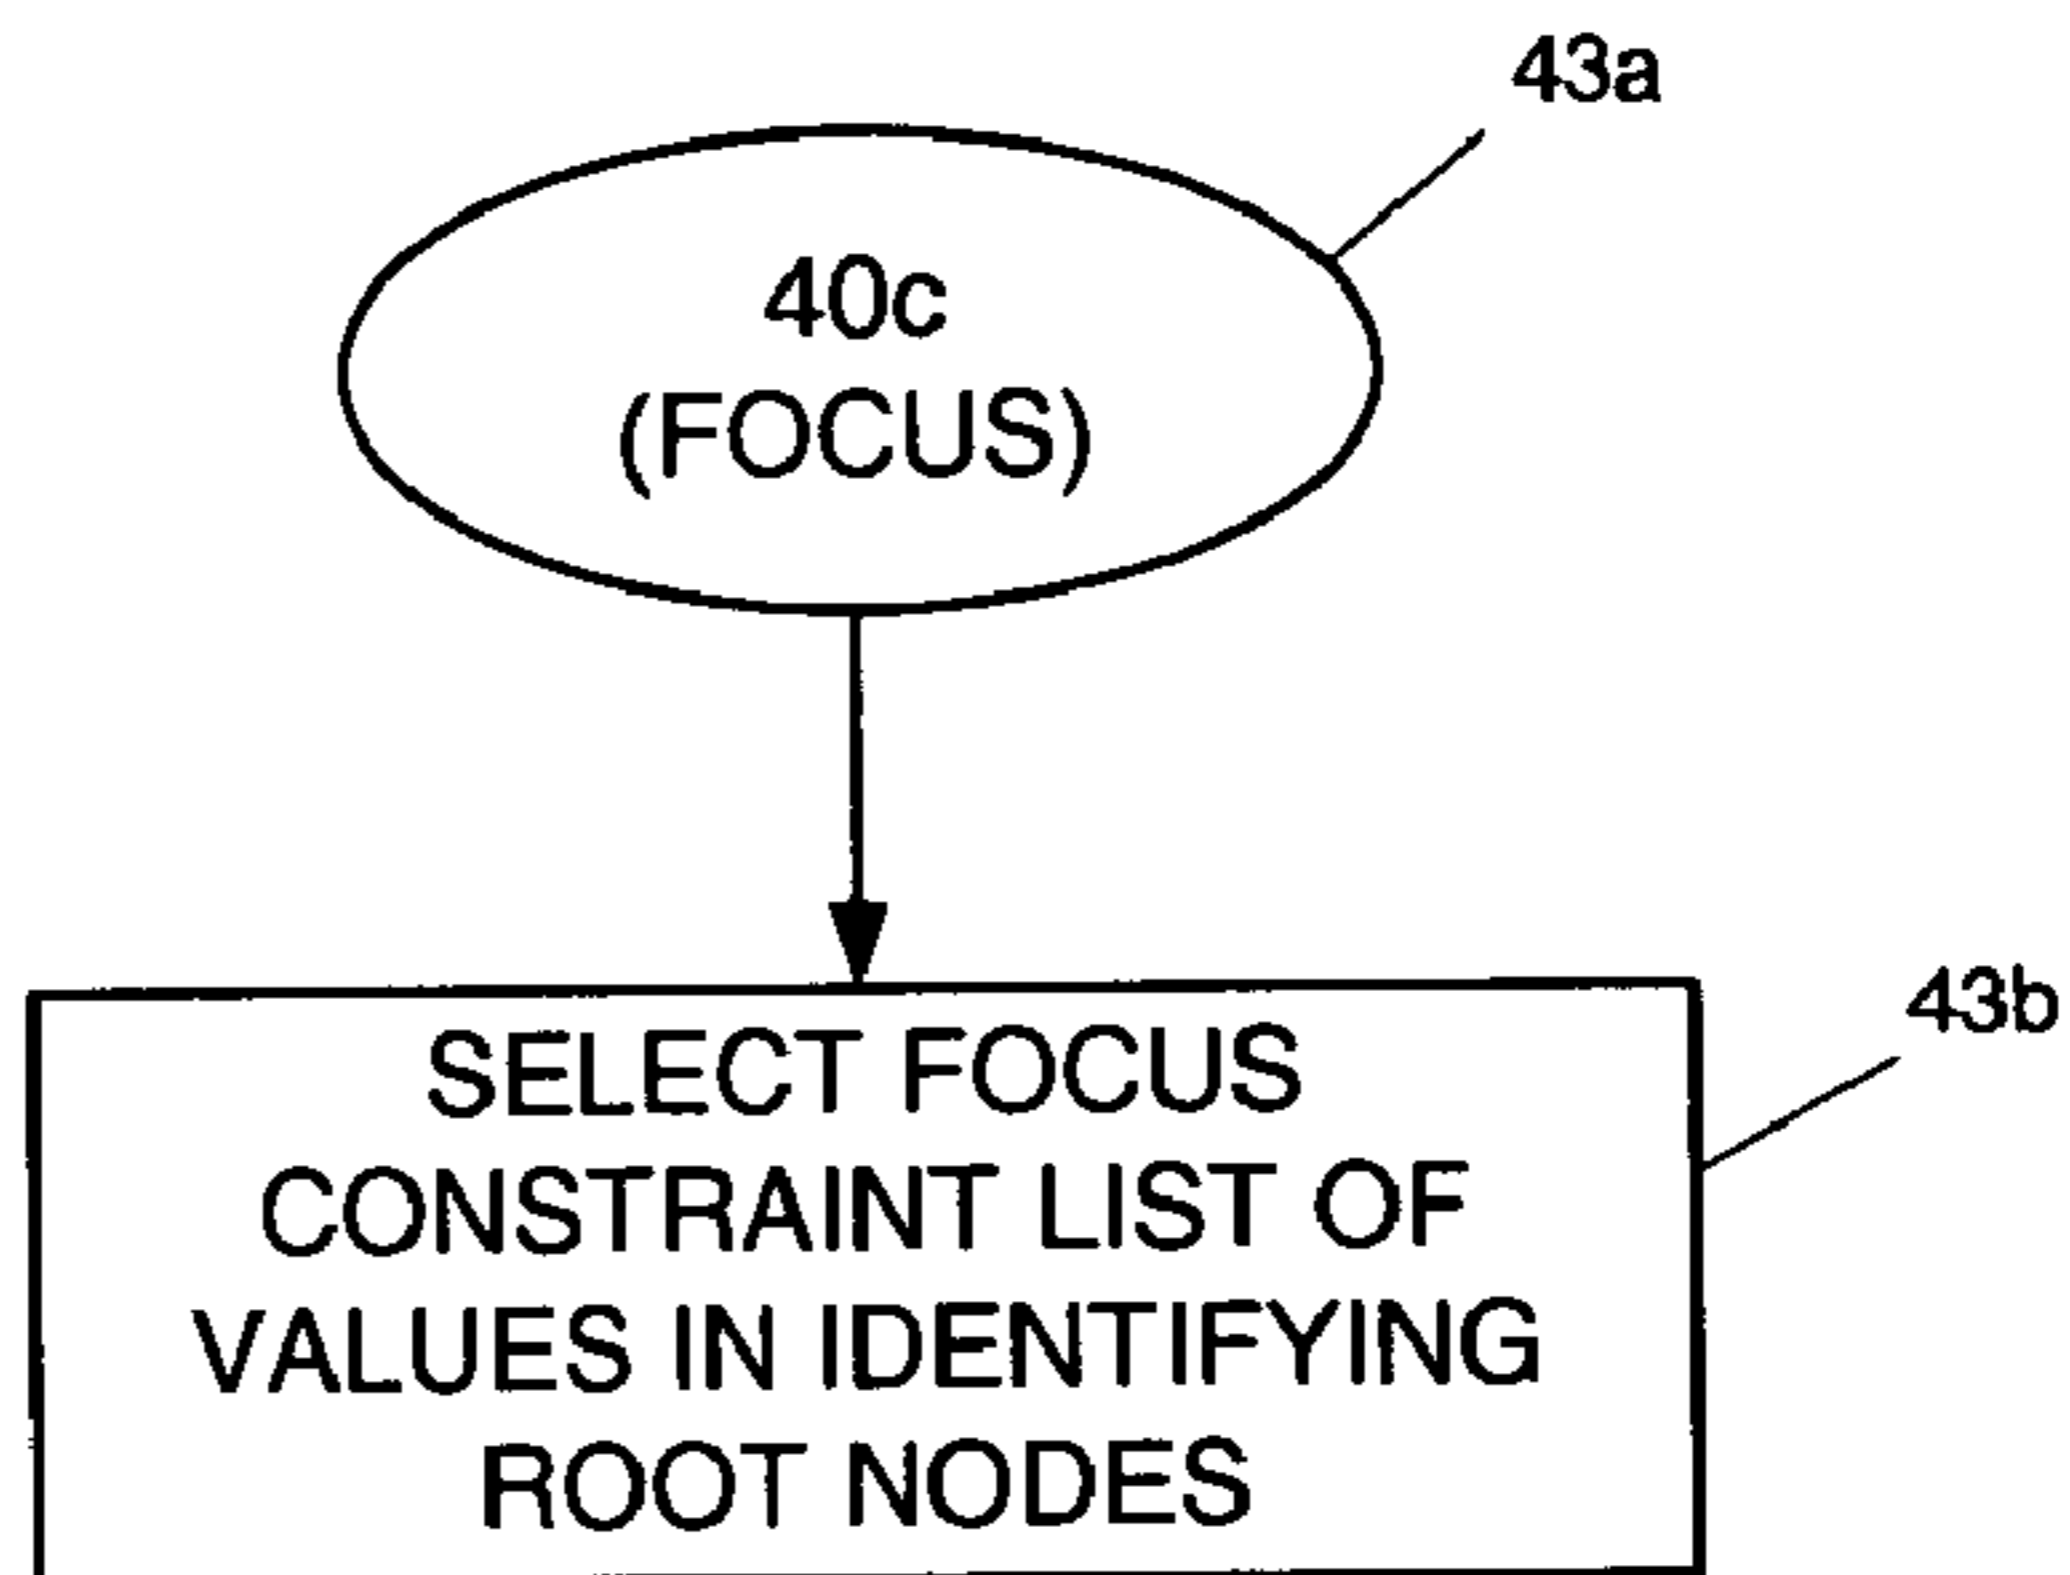 43a
40c
(FOCUS)
43b
SELECT FOCUS
CONSTRAINT LIST OF
VALUES IN IDENTIFYING
ROOT NODES